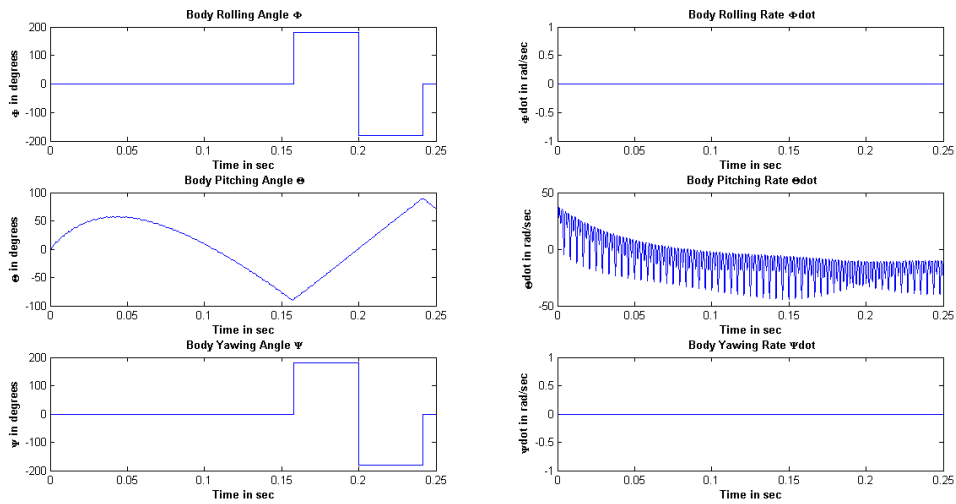 Body Rolling Angle Φ
Φ in degrees
200
100
0
-100
-200
0 0.05 0.1 0.15 0.2 0.25
Time in sec
Body Rolling Rate Φdot
Φdot in rad/sec
1
0.5
0
-0.5
-1
0 0.05 0.1 0.15 0.2 0.25
Time in sec
Body Pitching Angle Θ
Θ in degrees
100
50
0
-50
-100
0 0.05 0.1 0.15 0.2 0.25
Time in sec
Body Pitching Rate Θdot
Θdot in rad/sec
50
0
-50
0 0.05 0.1 0.15 0.2 0.25
Time in sec
Body Yawing Angle Ψ
Ψ in degrees
200
100
0
-100
-200
0 0.05 0.1 0.15 0.2 0.25
Time in sec
Body Yawing Rate Ψdot
Ψdot in rad/sec
1
0.5
0
-0.5
-1
0 0.05 0.1 0.15 0.2 0.25
Time in sec